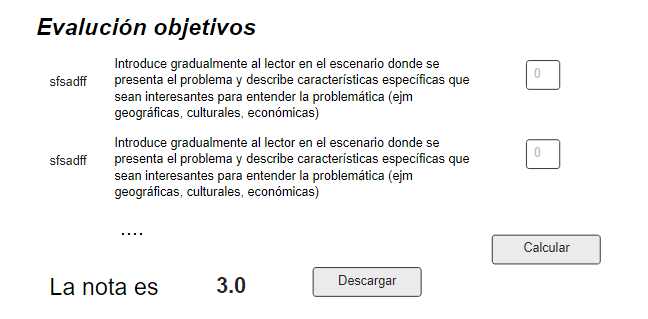 Evalución objetivos
Introduce gradualmente al lector en el escenario donde se
sfsadff presenta el problema y describe características específicas que
sean interesantes para entender la problemática (ejm
geográficas, culturales, económicas)
0
Introduce gradualmente al lector en el escenario donde se
sfsadff presenta el problema y describe características específicas que
sean interesantes para entender la problemática (ejm
geográficas, culturales, económicas)
0
....
Calcular
La nota es 3.0 Descargar